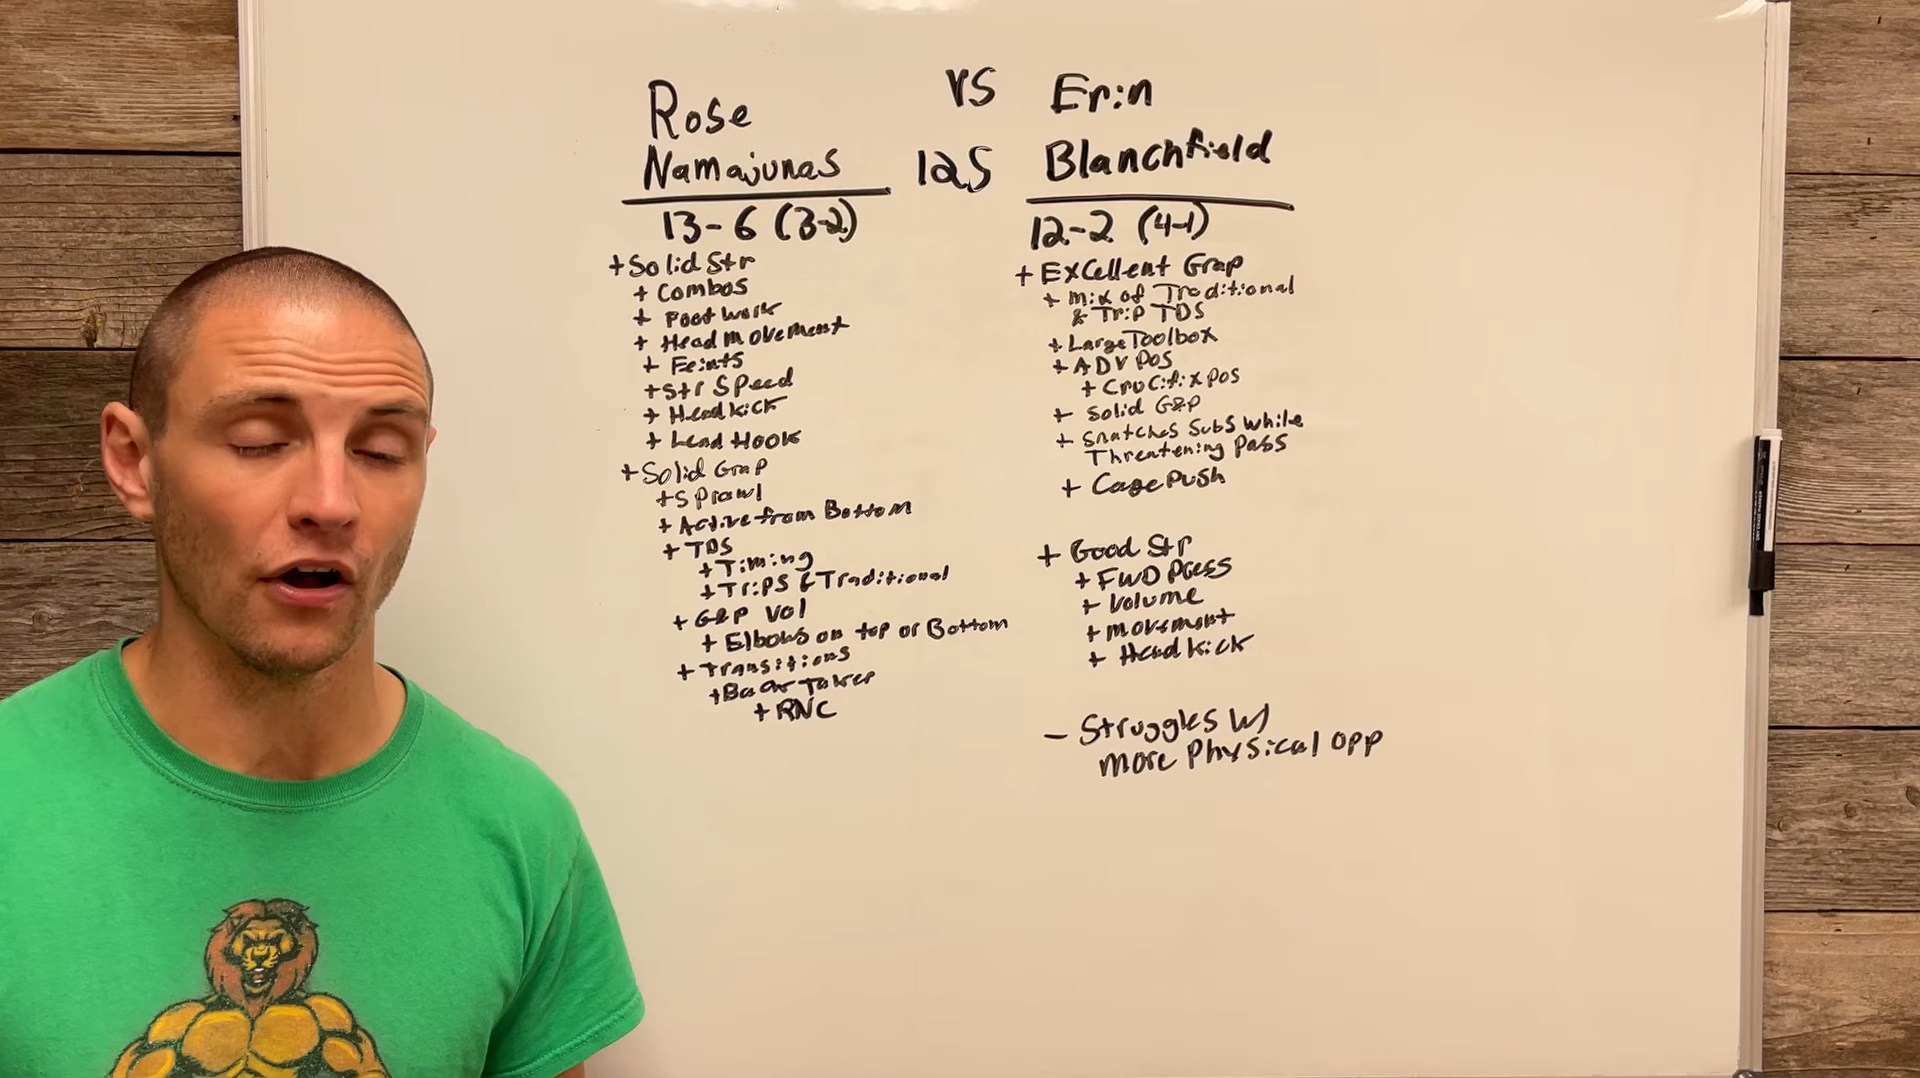 Rose
Namajunas
13-6 (3-2)
+ Solid Str
+ Combos
+ Footwork
+ Head movement
+ Feints
+ Str Speed
+ Head kick
+ Lead Hook
+ Solid Grap
+ Sprawl
+ Active from Bottom
+ TDS
+ Timing
+ Trips & Traditional
+ G&P Vol
+ Elbows on top or Bottom
+ Transitions
+ Back Taker
+ RNC
VS
125
Erin
Blanchfield
12-2 (4-1)
+ Excellent Grap
+ Mix of Traditional
& Trip TDS
+ Large Toolbox
+ ADV POS
+ Crucifix POS
+ Solid G&P
+ Snatches Subs while
Threatening Pass
+ Cage Push
+ Good Str
+ FWD Press
+ Volume
+ movement
+ Head kick
- Struggles w/
more Physical opp